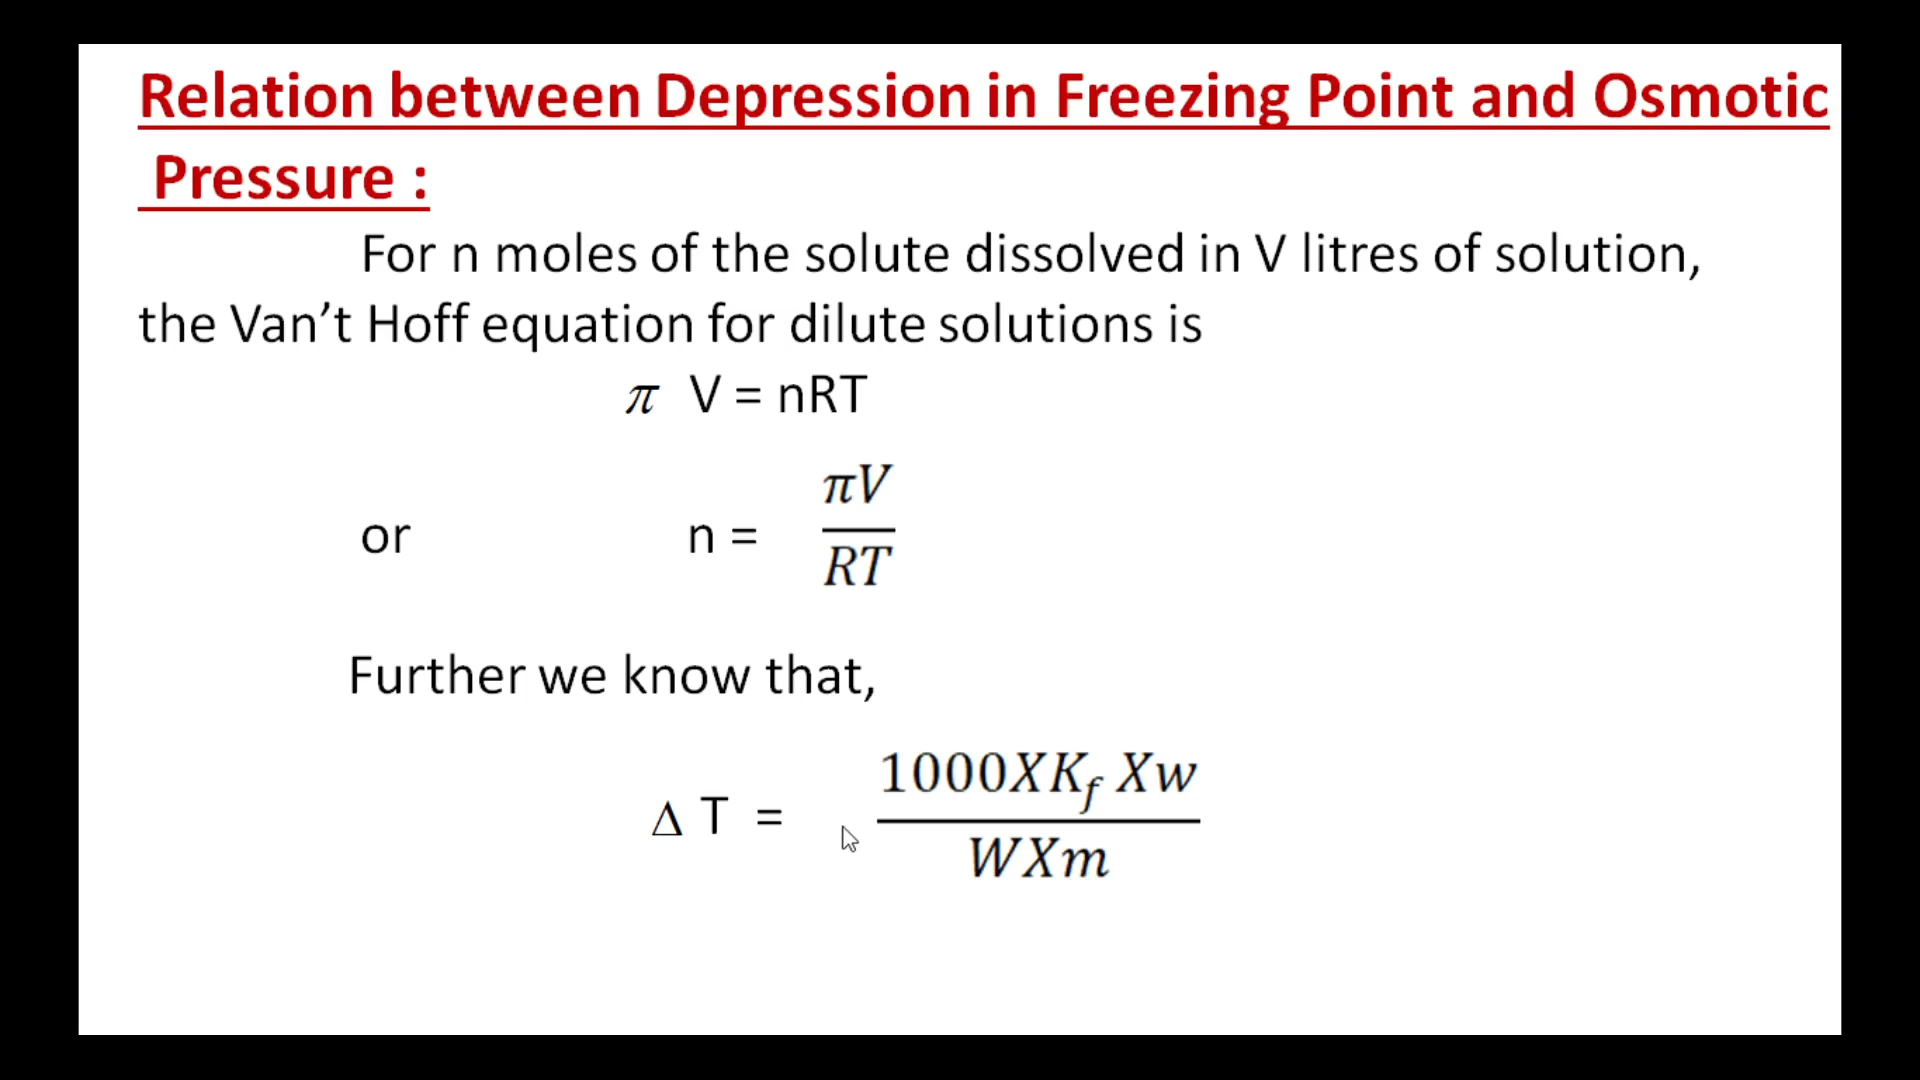 Relation between Depression in Freezing Point and Osmotic
Pressure :
For n moles of the solute dissolved in V litres of solution,
the Van’t Hoff equation for dilute solutions is
π V = nRT
or n = πV
RT
Further we know that,
Δ T = 1000XK_f Xw
WXm